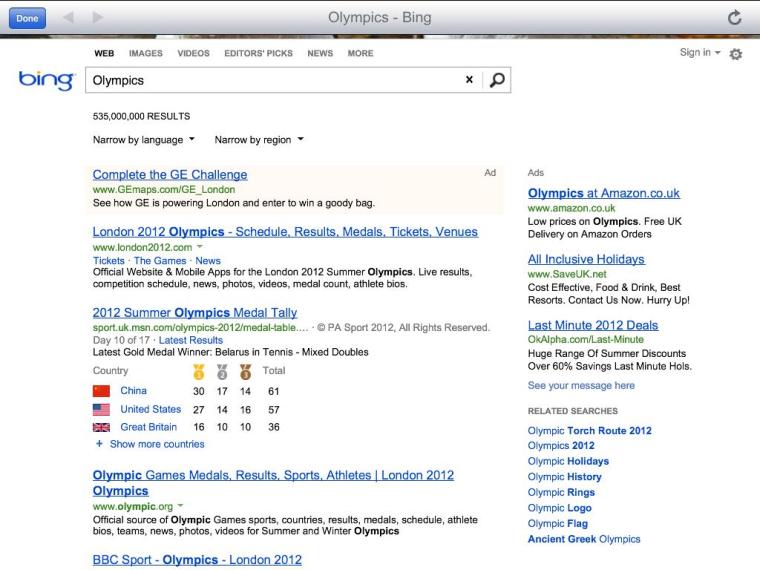 Done
Olympics - Bing
WEB IMAGES VIDEOS EDITORS' PICKS NEWS MORE
Sign in
bing
Olympics
535,000,000 RESULTS
Narrow by language Narrow by region
Complete the GE Challenge
Ad
www.GEmaps.com/GE_London
See how GE is powering London and enter to win a goody bag.
London 2012 Olympics - Schedule, Results, Medals, Tickets, Venues
www.london2012.com
Tickets · The Games · News
Official Website & Mobile Apps for the London 2012 Summer Olympics. Live results,
competition schedule, news, photos, videos, medal count, athlete bios.
2012 Summer Olympics Medal Tally
sport.uk.msn.com/olympics-2012/medal-table.... · © PA Sport 2012, All Rights Reserved.
Day 10 of 17 · Latest Results
Latest Gold Medal Winner: Belarus in Tennis - Mixed Doubles
Country 1 2 3 Total
China 30 17 14 61
United States 27 14 16 57
Great Britain 16 10 10 36
+ Show more countries
Olympic Games Medals, Results, Sports, Athletes | London 2012
Olympics
www.olympic.org
Official source of Olympic Games sports, countries, results, medals, schedule, athlete
bios, teams, news, photos, videos for Summer and Winter Olympics
BBC Sport - Olympics - London 2012
Ads
Olympics at Amazon.co.uk
www.amazon.co.uk
Low prices on Olympics. Free UK
Delivery on Amazon Orders
All Inclusive Holidays
www.SaveUK.net
Cost Effective, Food & Drink, Best
Resorts. Contact Us Now. Hurry Up!
Last Minute 2012 Deals
OkAlpha.com/Last-Minute
Huge Range Of Summer Discounts
Over 60% Savings Last Minute Hols.
See your message here
RELATED SEARCHES
Olympic Torch Route 2012
Olympics 2012
Olympic Holidays
Olympic History
Olympic Rings
Olympic Logo
Olympic Flag
Ancient Greek Olympics